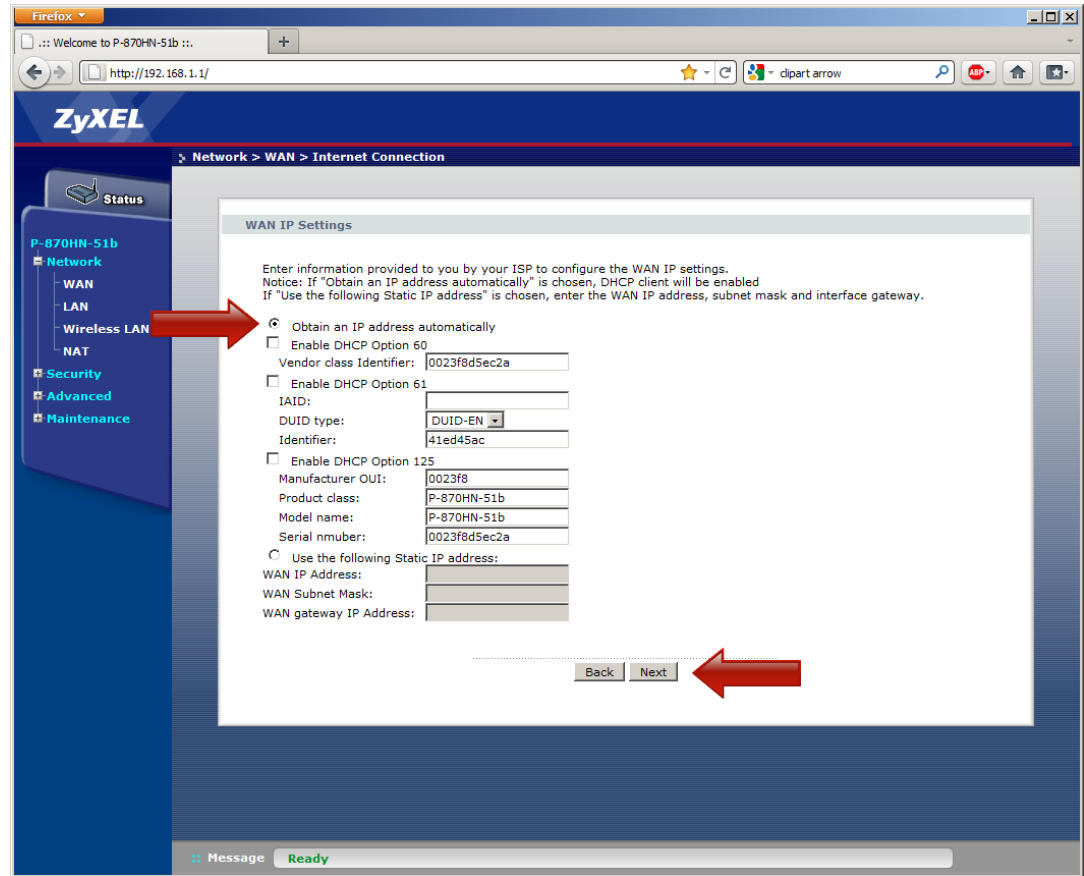 Firefox
.:: Welcome to P-870HN-51b ::.
http://192.168.1.1/
clipart arrow
ABP
ZyXEL
Network > WAN > Internet Connection
Status
P-870HN-51b
Network
WAN
LAN
Wireless LAN
NAT
Security
Advanced
Maintenance
WAN IP Settings
Enter information provided to you by your ISP to configure the WAN IP settings.
Notice: If "Obtain an IP address automatically" is chosen, DHCP client will be enabled
If "Use the following Static IP address" is chosen, enter the WAN IP address, subnet mask and interface gateway.
Obtain an IP address automatically
Enable DHCP Option 60
Vendor class Identifier: 0023f8d5ec2a
Enable DHCP Option 61
IAID:
DUID type: DUID-EN
Identifier: 41ed45ac
Enable DHCP Option 125
Manufacturer OUI: 0023f8
Product class: P-870HN-51b
Model name: P-870HN-51b
Serial nmuber: 0023f8d5ec2a
Use the following Static IP address:
WAN IP Address:
WAN Subnet Mask:
WAN gateway IP Address:
Back Next
Message Ready